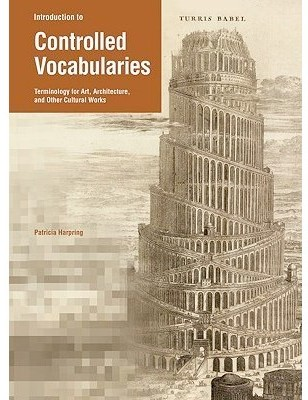 Introduction to
Controlled
Vocabularies
Terminology for Art, Architecture,
and Other Cultural Works
Patricia Harpring
TURRIS BABEL